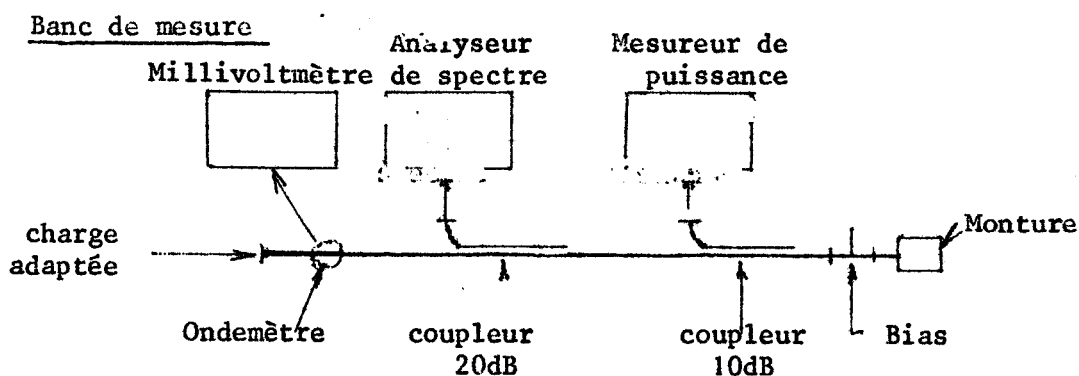 Banc de mesure
Millivoltmètre
Analyseur
de spectre
Mesureur de
puissance
charge
adaptée
Monture
Ondemètre
coupleur
20dB
coupleur
10dB
Bias